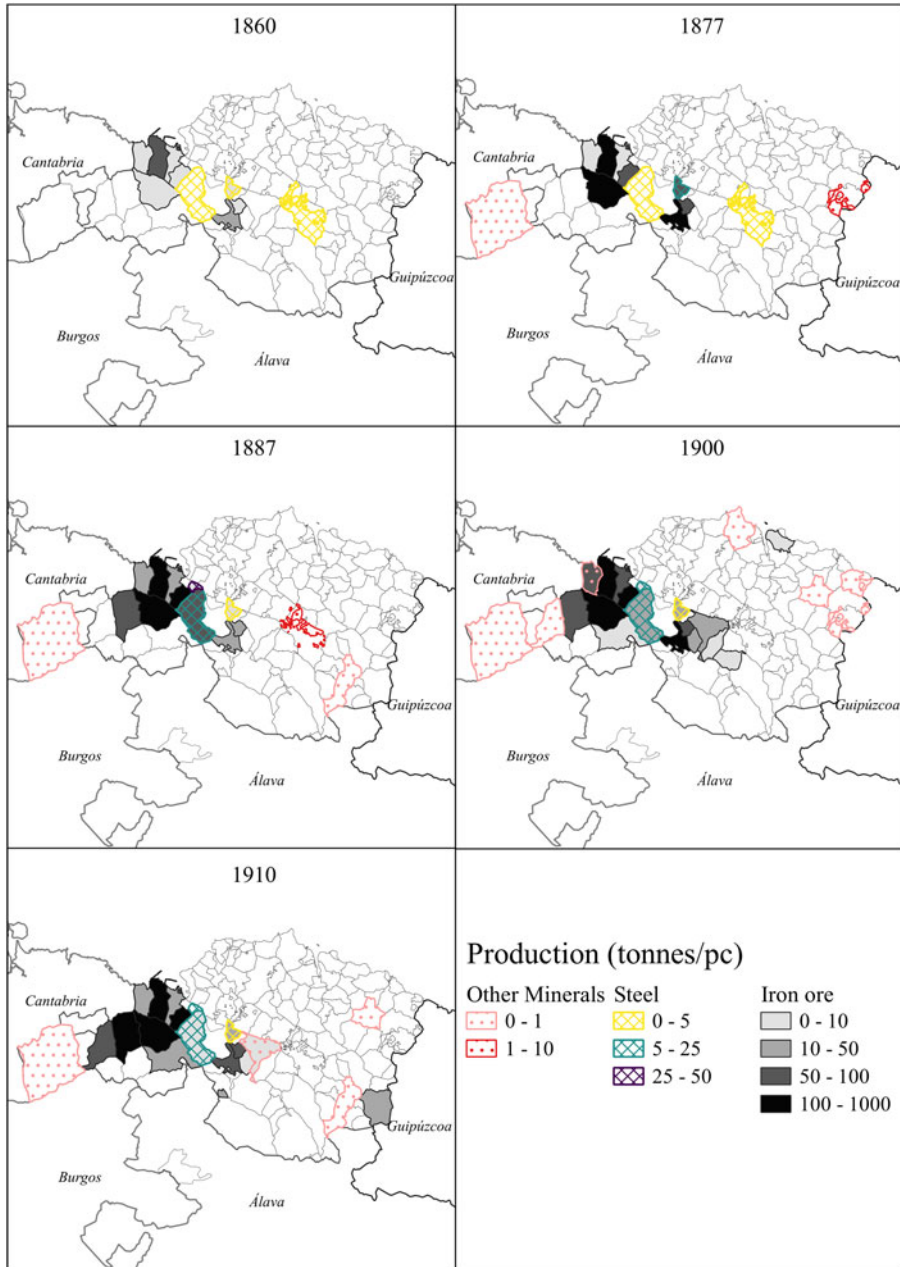 1860
Cantabria
Guipúzcoa
Burgos
Álava
1877
Cantabria
Guipúzcoa
Burgos
Álava
1887
Cantabria
Guipúzcoa
Burgos
Álava
1900
Cantabria
Guipúzcoa
Burgos
Álava
1910
Cantabria
Guipúzcoa
Burgos
Álava
Production (tonnes/pc)
Other Minerals Steel Iron ore
0 - 1 0 - 5 0 - 10
1 - 10 5 - 25 10 - 50
25 - 50 50 - 100
100 - 1000